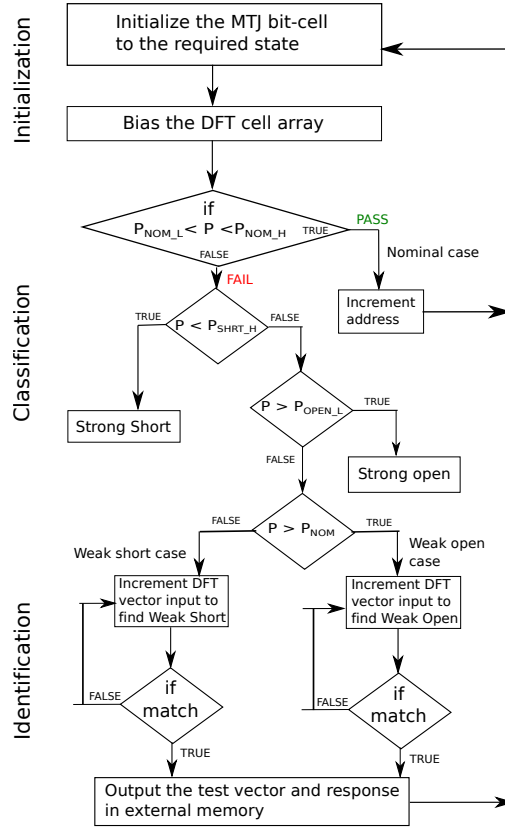 Initialization
Initialize the MTJ bit-cell
to the required state
Bias the DFT cell array
if
P_NOM_L < P < P_NOM_H
TRUE
FALSE
PASS
Nominal case
Increment
address
FAIL
Classification
P < P_SHRT_H
TRUE
FALSE
Strong Short
P > P_OPEN_L
TRUE
FALSE
Strong open
P > P_NOM
FALSE
TRUE
Weak short case
Weak open
case
Identification
Increment DFT
vector input to
find Weak Short
Increment DFT
vector input to
find Weak Open
if
match
FALSE
TRUE
if
match
FALSE
TRUE
Output the test vector and response
in external memory